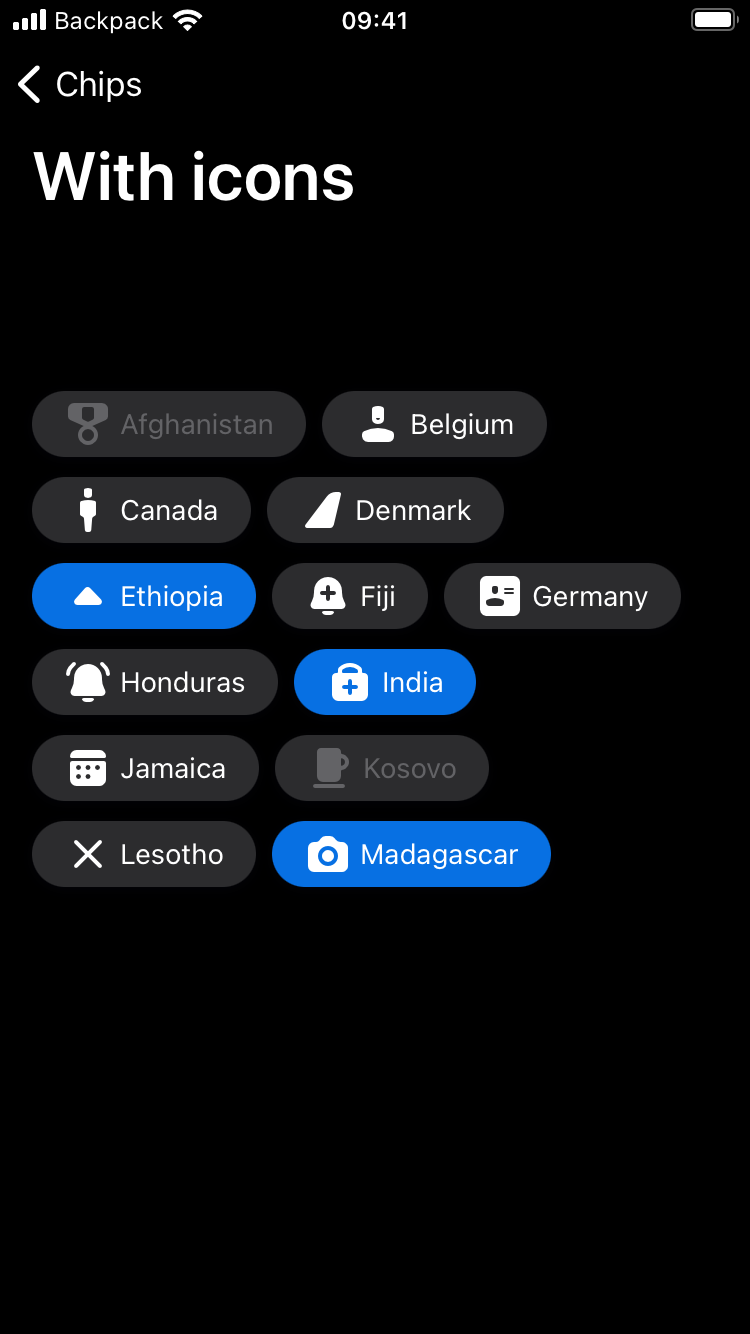 Backpack 09:41
Chips
With icons
Afghanistan Belgium
Canada Denmark
Ethiopia Fiji Germany
Honduras India
Jamaica Kosovo
Lesotho Madagascar